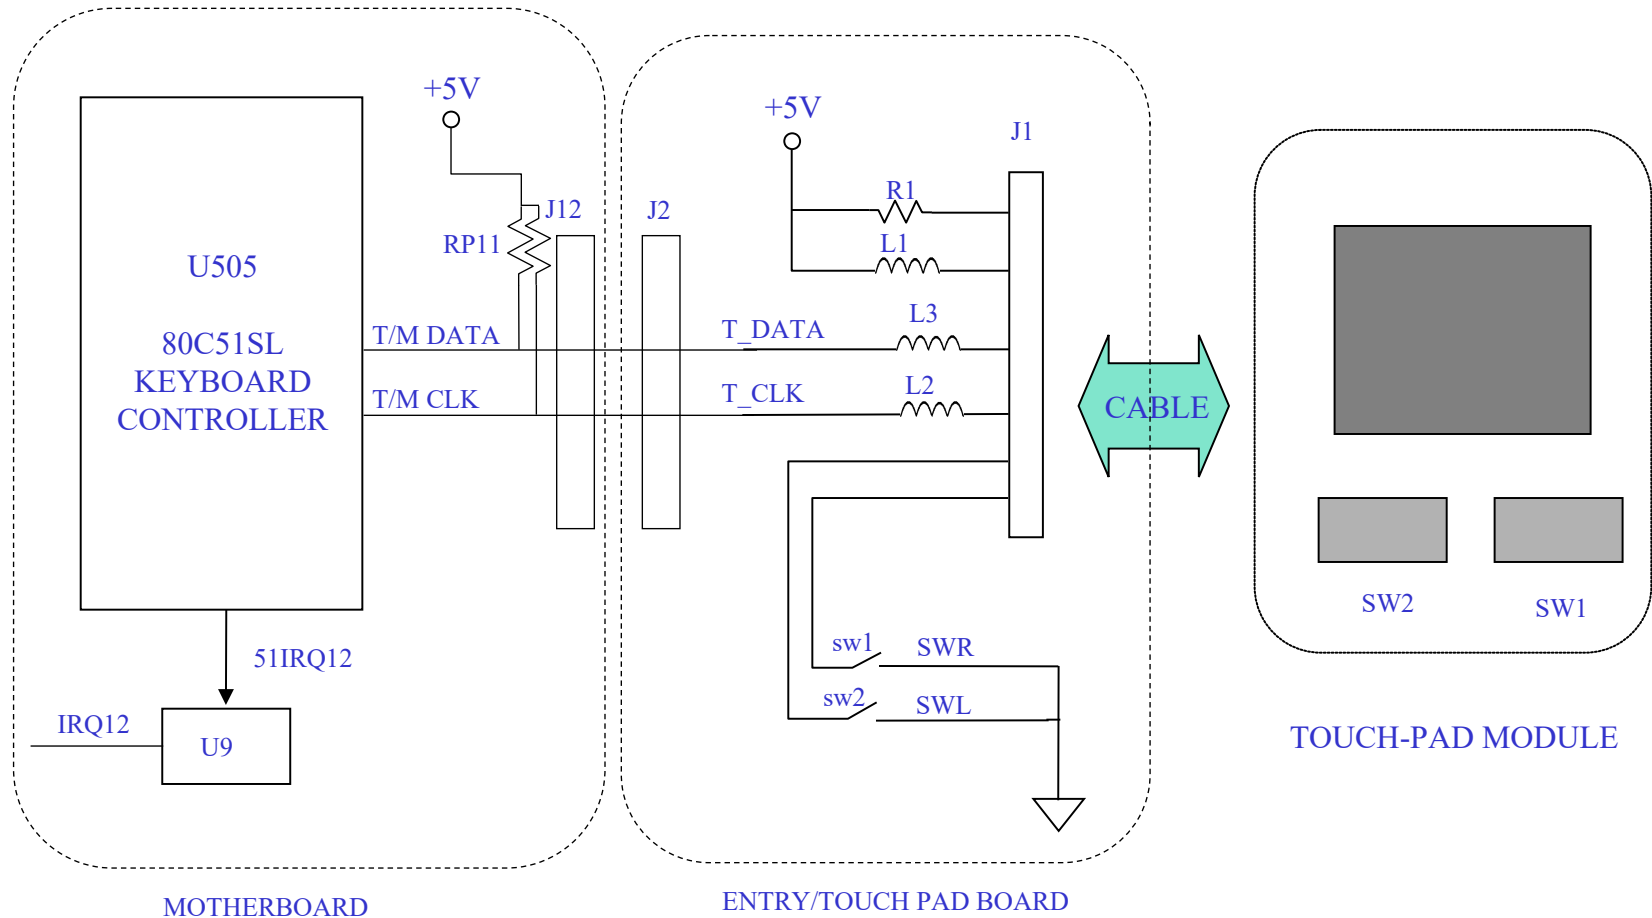 +5V
+5V
J1
R1
J12
J2
RP11
L1
U505
80C51SL
KEYBOARD
CONTROLLER
T/M DATA
T_DATA
L3
T/M CLK
T_CLK
L2
CABLE
SW2
SW1
sw1
SWR
51IRQ12
sw2
SWL
IRQ12
U9
TOUCH-PAD MODULE
MOTHERBOARD
ENTRY/TOUCH PAD BOARD